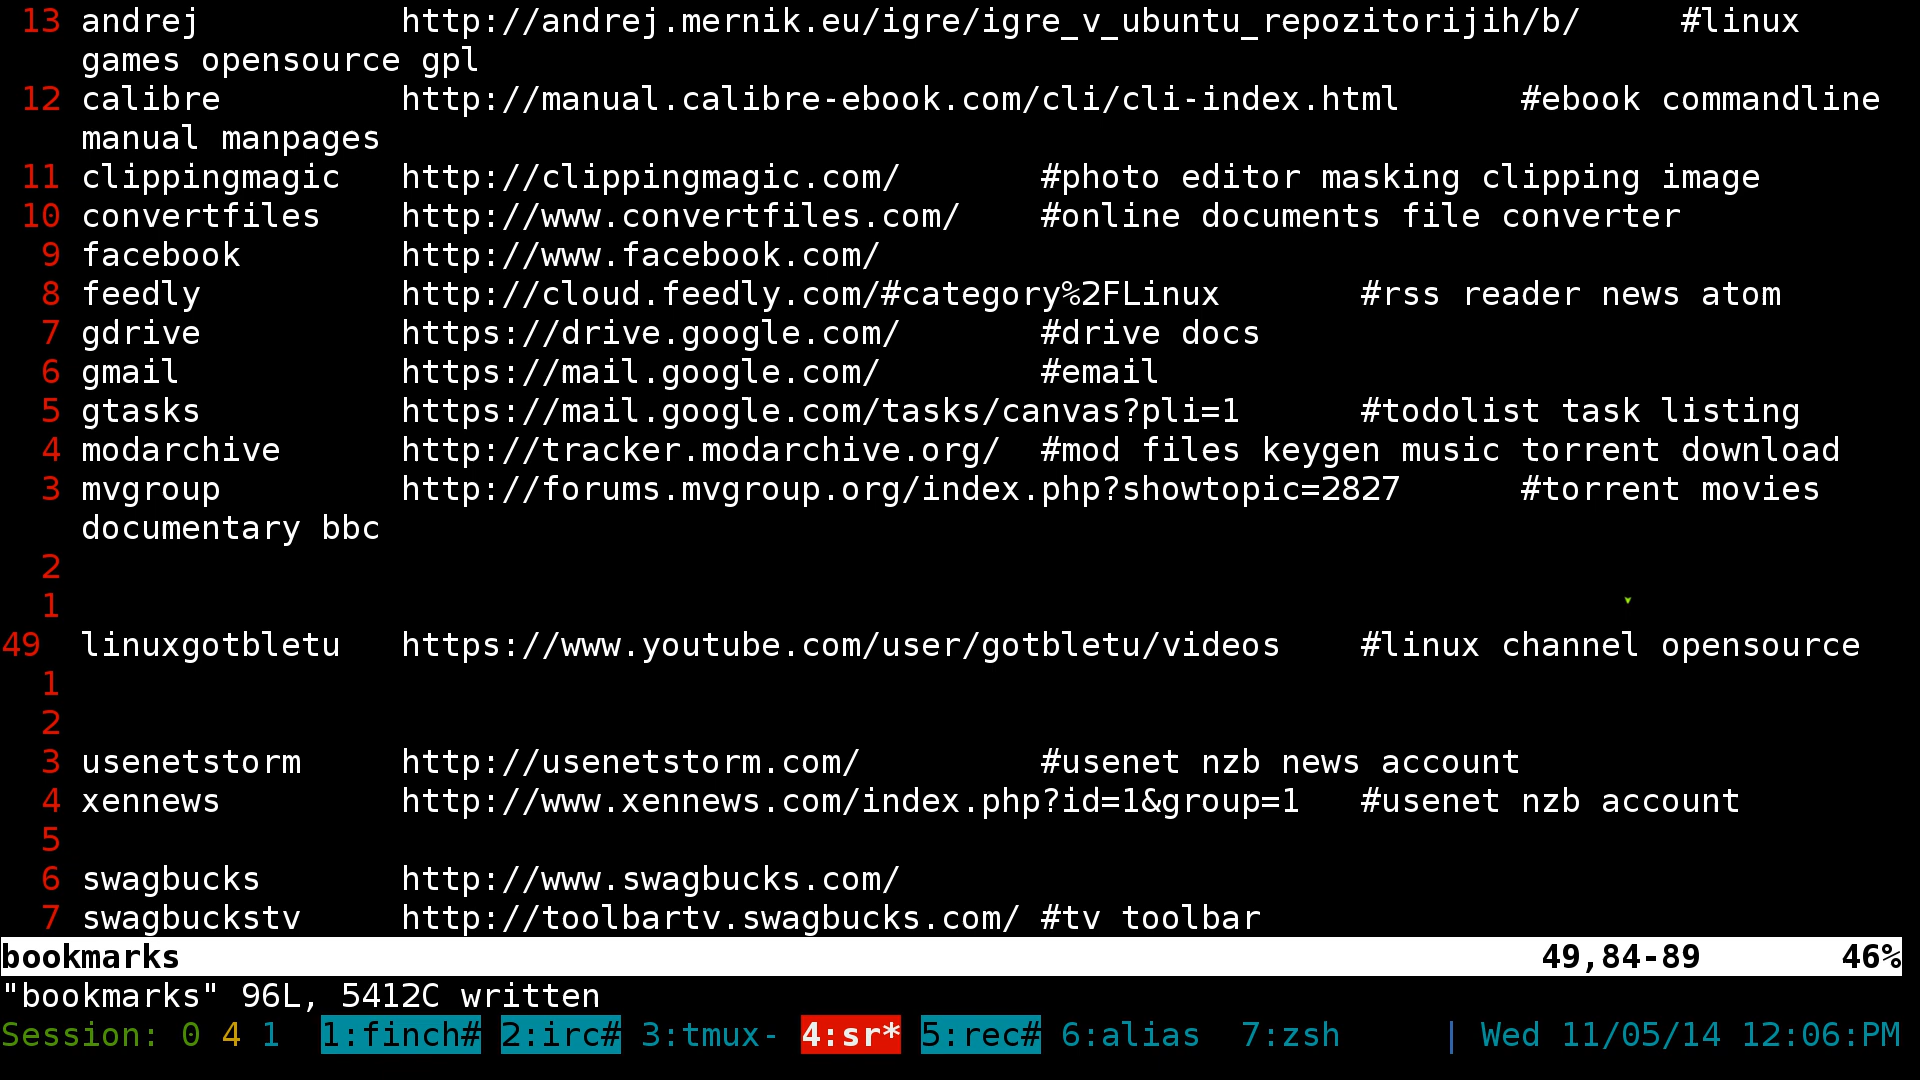 13 andrej          http://andrej.mernik.eu/igre/igre_v_ubuntu_repozitorijih/b/     #linux
games opensource gpl
12 calibre         http://manual.calibre-ebook.com/cli/cli-index.html      #ebook commandline
manual manpages
11 clippingmagic   http://clippingmagic.com/       #photo editor masking clipping image
10 convertfiles    http://www.convertfiles.com/    #online documents file converter
9 facebook        http://www.facebook.com/
8 feedly          http://cloud.feedly.com/#category%2FLinux       #rss reader news atom
7 gdrive          https://drive.google.com/       #drive docs
6 gmail           https://mail.google.com/        #email
5 gtasks          https://mail.google.com/tasks/canvas?pli=1      #todolist task listing
4 modarchive      http://tracker.modarchive.org/  #mod files keygen music torrent download
3 mvgroup         http://forums.mvgroup.org/index.php?showtopic=2827      #torrent movies
documentary bbc
2
1
49  linuxgotbletu   https://www.youtube.com/user/gotbletu/videos    #linux channel opensource
1
2
3 usenetstorm     http://usenetstorm.com/         #usenet nzb news account
4 xennews         http://www.xennews.com/index.php?id=1&group=1   #usenet nzb account
5
6 swagbucks       http://www.swagbucks.com/
7 swagbuckstv     http://toolbartv.swagbucks.com/ #tv toolbar
bookmarks 49,84-89 46%
"bookmarks" 96L, 5412C written
Session: 0 4 1  1:finch# 2:irc# 3:tmux- 4:sr* 5:rec# 6:alias  7:zsh | Wed 11/05/14 12:06:PM